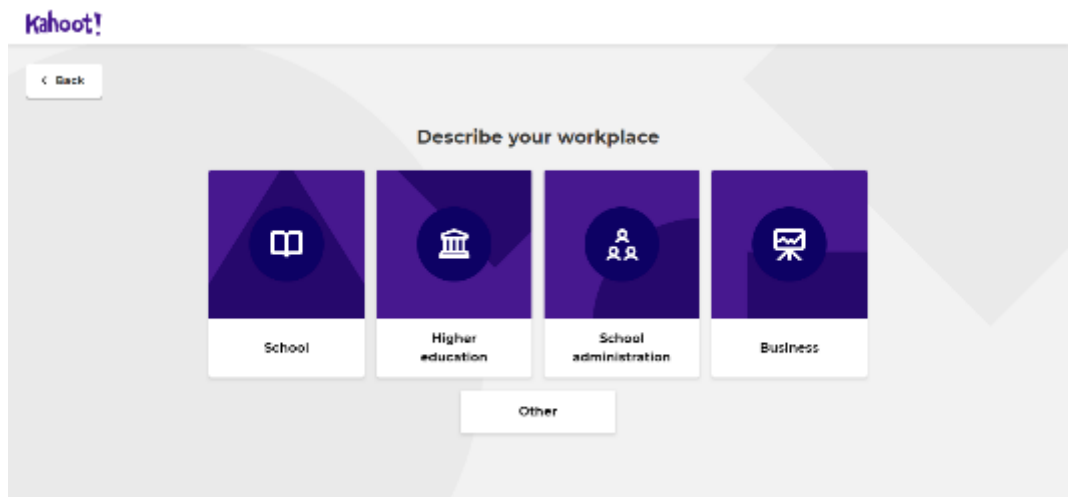 Kahoot!
Back
Describe your workplace
School
Higher
education
School
administration
Business
Other